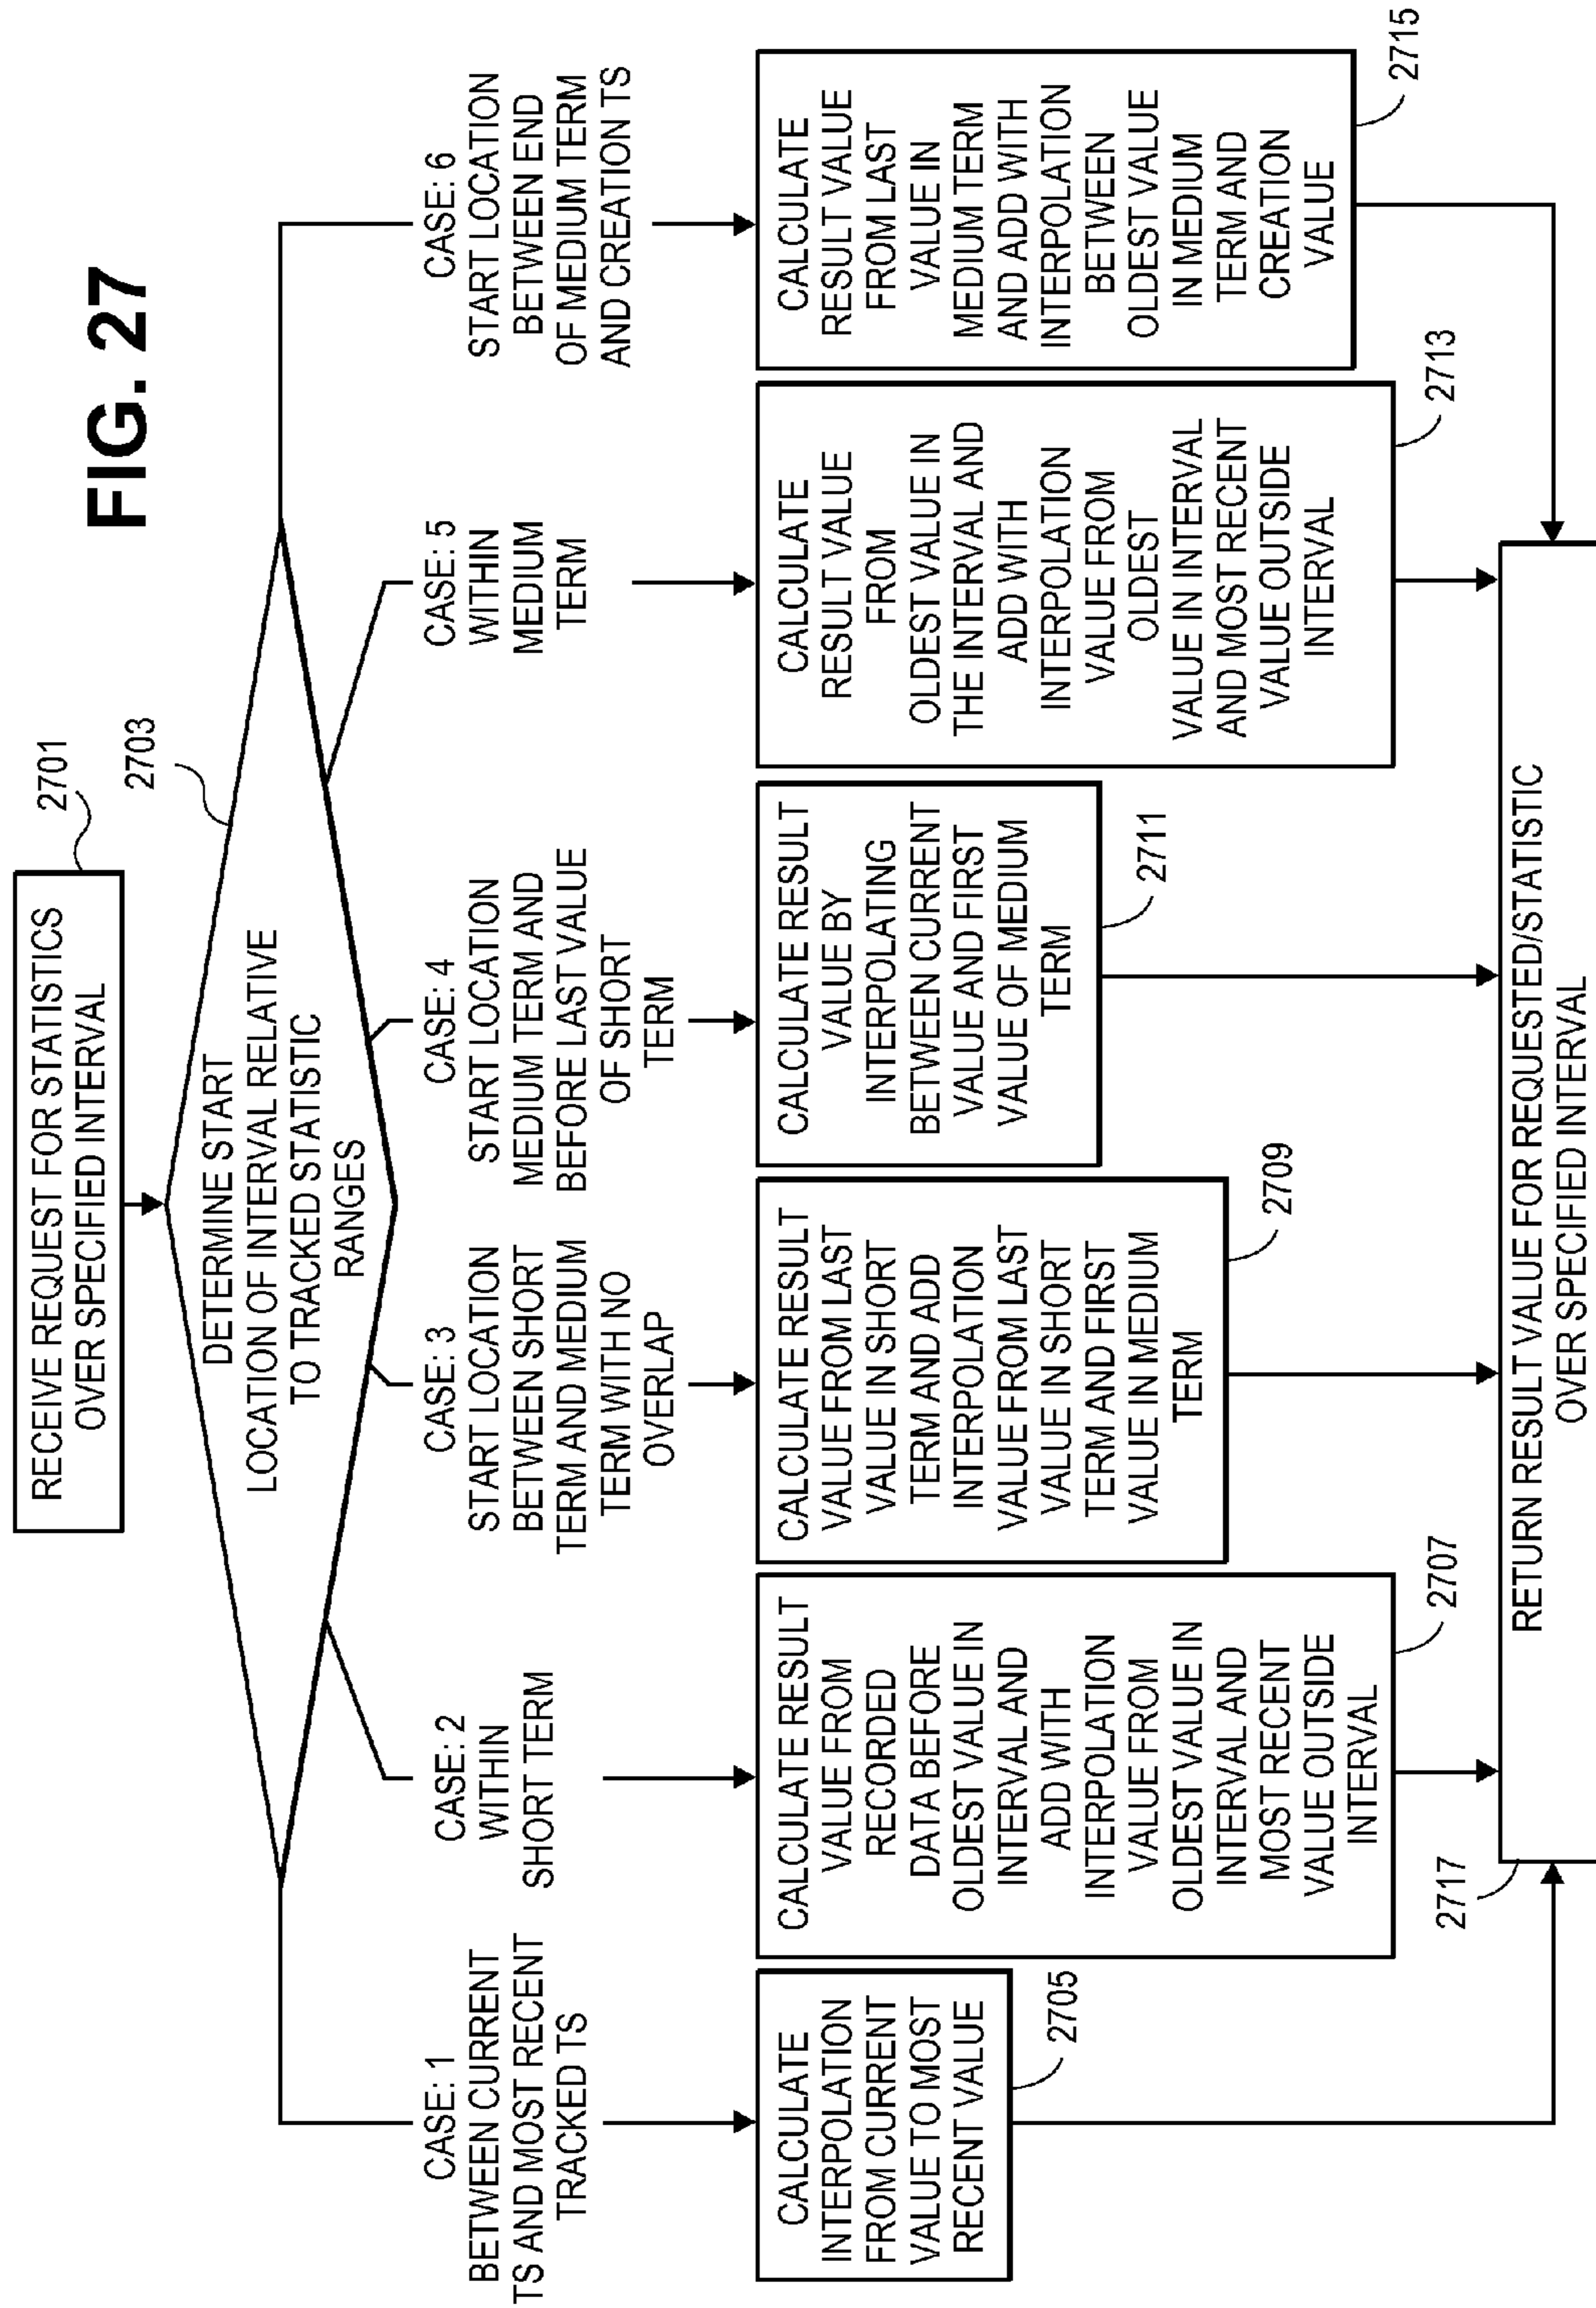 FIG. 27
RECEIVE REQUEST FOR STATISTICS
OVER SPECIFIED INTERVAL
2701
DETERMINE START
LOCATION OF INTERVAL RELATIVE
TO TRACKED STATISTIC
RANGES
2703
CASE: 1
BETWEEN CURRENT
TS AND MOST RECENT
TRACKED TS
CASE: 2
WITHIN
SHORT TERM
CASE: 3
START LOCATION
BETWEEN SHORT
TERM AND MEDIUM
TERM WITH NO
OVERLAP
CASE: 4
START LOCATION
MEDIUM TERM AND
BEFORE LAST VALUE
OF SHORT
TERM
CASE: 5
WITHIN
MEDIUM
TERM
CASE: 6
START LOCATION
BETWEEN END
OF MEDIUM TERM
AND CREATION TS
CALCULATE
INTERPOLATION
FROM CURRENT
VALUE TO MOST
RECENT VALUE
2705
CALCULATE RESULT
VALUE FROM
RECORDED
DATA BEFORE
OLDEST VALUE IN
INTERVAL AND
ADD WITH
INTERPOLATION
VALUE FROM
OLDEST VALUE IN
INTERVAL AND
MOST RECENT
VALUE OUTSIDE
INTERVAL
2707
CALCULATE RESULT
VALUE FROM LAST
VALUE IN SHORT
TERM AND ADD
INTERPOLATION
VALUE FROM LAST
VALUE IN SHORT
TERM AND FIRST
VALUE IN MEDIUM
TERM
2709
CALCULATE RESULT
VALUE BY
INTERPOLATING
BETWEEN CURRENT
VALUE AND FIRST
VALUE OF MEDIUM
TERM
2711
CALCULATE
RESULT VALUE
FROM
OLDEST VALUE IN
THE INTERVAL AND
ADD WITH
INTERPOLATION
VALUE FROM
OLDEST
VALUE IN INTERVAL
AND MOST RECENT
VALUE OUTSIDE
INTERVAL
2713
CALCULATE
RESULT VALUE
FROM LAST
VALUE IN
MEDIUM TERM
AND ADD WITH
INTERPOLATION
BETWEEN
OLDEST VALUE
IN MEDIUM
TERM AND
CREATION
VALUE
2715
2717
RETURN RESULT VALUE FOR REQUESTED/STATISTIC
OVER SPECIFIED INTERVAL